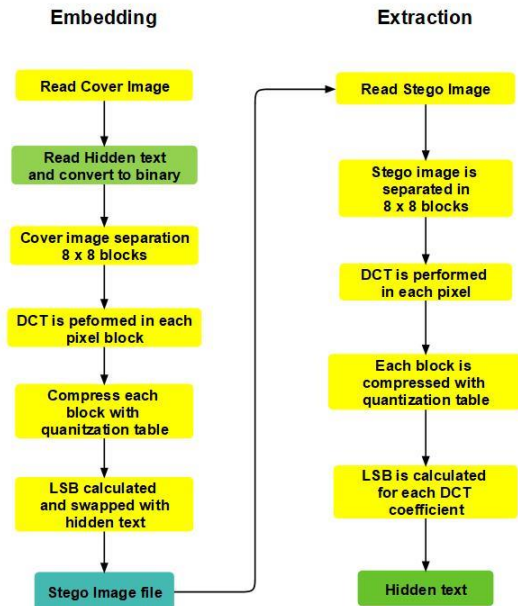 Embedding
Read Cover Image
Read Hidden text
and convert to binary
Cover image separation
8 x 8 blocks
DCT is peformed in each
pixel block
Compress each
block with
quanitzation table
LSB calculated
and swapped with
hidden text
Stego Image file
Extraction
Read Stego Image
Stego image is
separated in
8 x 8 blocks
DCT is performed
in each pixel
Each block is
compressed with
quantization table
LSB is calculated
for each DCT
coefficient
Hidden text